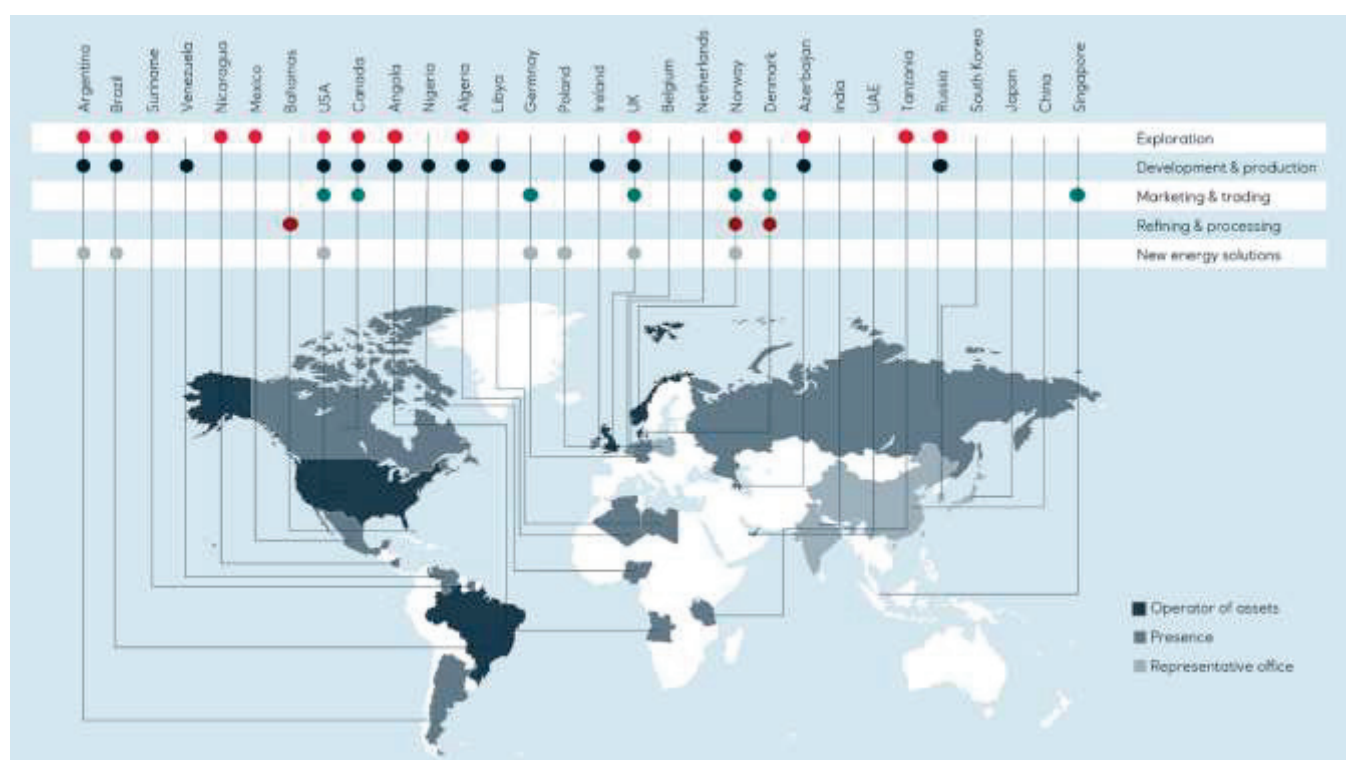 Argentina
Brazil
Suriname
Venezuela
Nicaragua
Mexico
Bahamas
USA
Canada
Angola
Nigeria
Algeria
Libya
Germnay
Poland
Ireland
UK
Belgium
Netherlands
Norway
Denmark
Azerbaijan
India
UAE
Tanzania
Russia
South Korea
Japan
China
Singapore
Exploration
Development & production
Marketing & trading
Refining & processing
New energy solutions
Operator of assets
Presence
Representative office